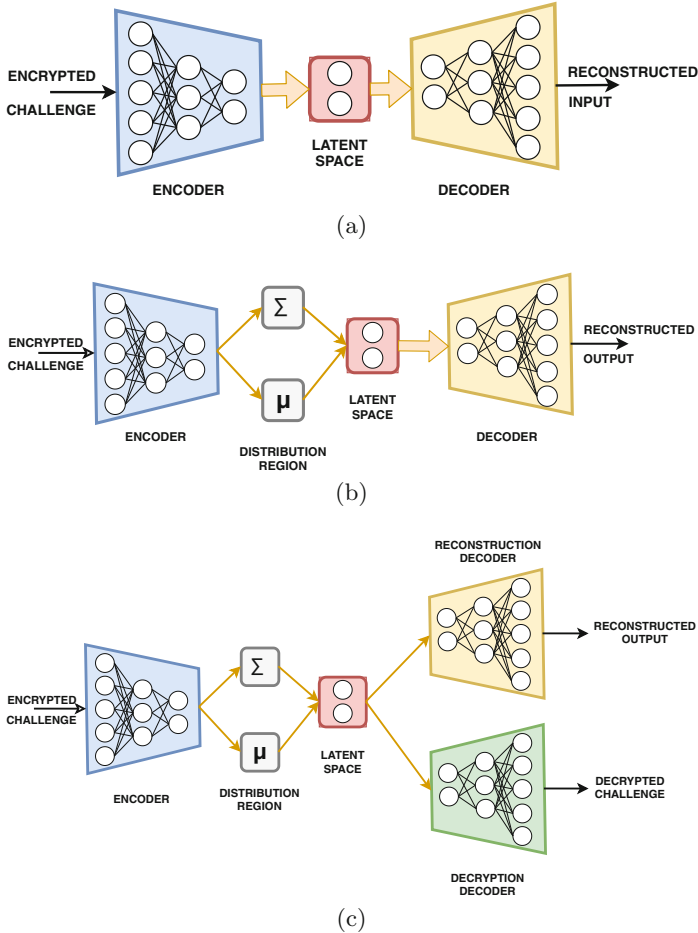 ENCRYPTED
CHALLENGE
ENCODER
LATENT
SPACE
DECODER
RECONSTRUCTED
INPUT
(a)
ENCRYPTED
CHALLENGE
ENCODER
Σ
μ
DISTRIBUTION
REGION
LATENT
SPACE
DECODER
RECONSTRUCTED
OUTPUT
(b)
ENCRYPTED
CHALLENGE
ENCODER
Σ
μ
DISTRIBUTION
REGION
LATENT
SPACE
RECONSTRUCTION
DECODER
RECONSTRUCTED
OUTPUT
DECRYPTED
CHALLENGE
DECRYPTION
DECODER
(c)